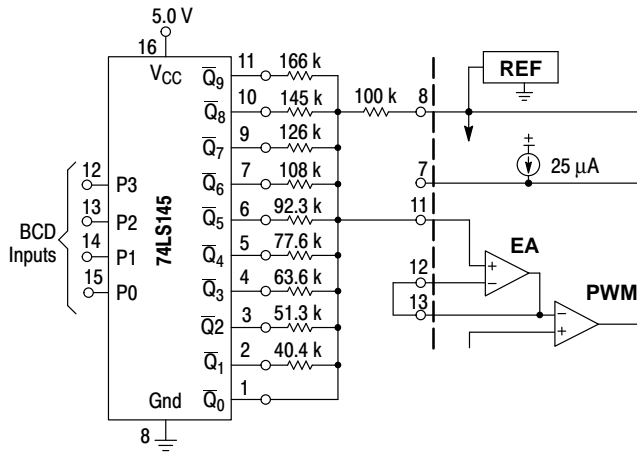 5.0 V
16
VCC
74LS145
BCD
Inputs
12 P3
13 P2
14 P1
15 P0
Gnd
8
Q̅9 11 166 k
Q̅8 10 145 k
Q̅7 9 126 k
Q̅6 7 108 k
Q̅5 6 92.3 k
Q̅4 5 77.6 k
Q̅3 4 63.6 k
Q̅2 3 51.3 k
Q̅1 2 40.4 k
Q̅0 1
100 k
8
REF
7
25 µA
11
EA
12
13
+
−
PWM
−
+